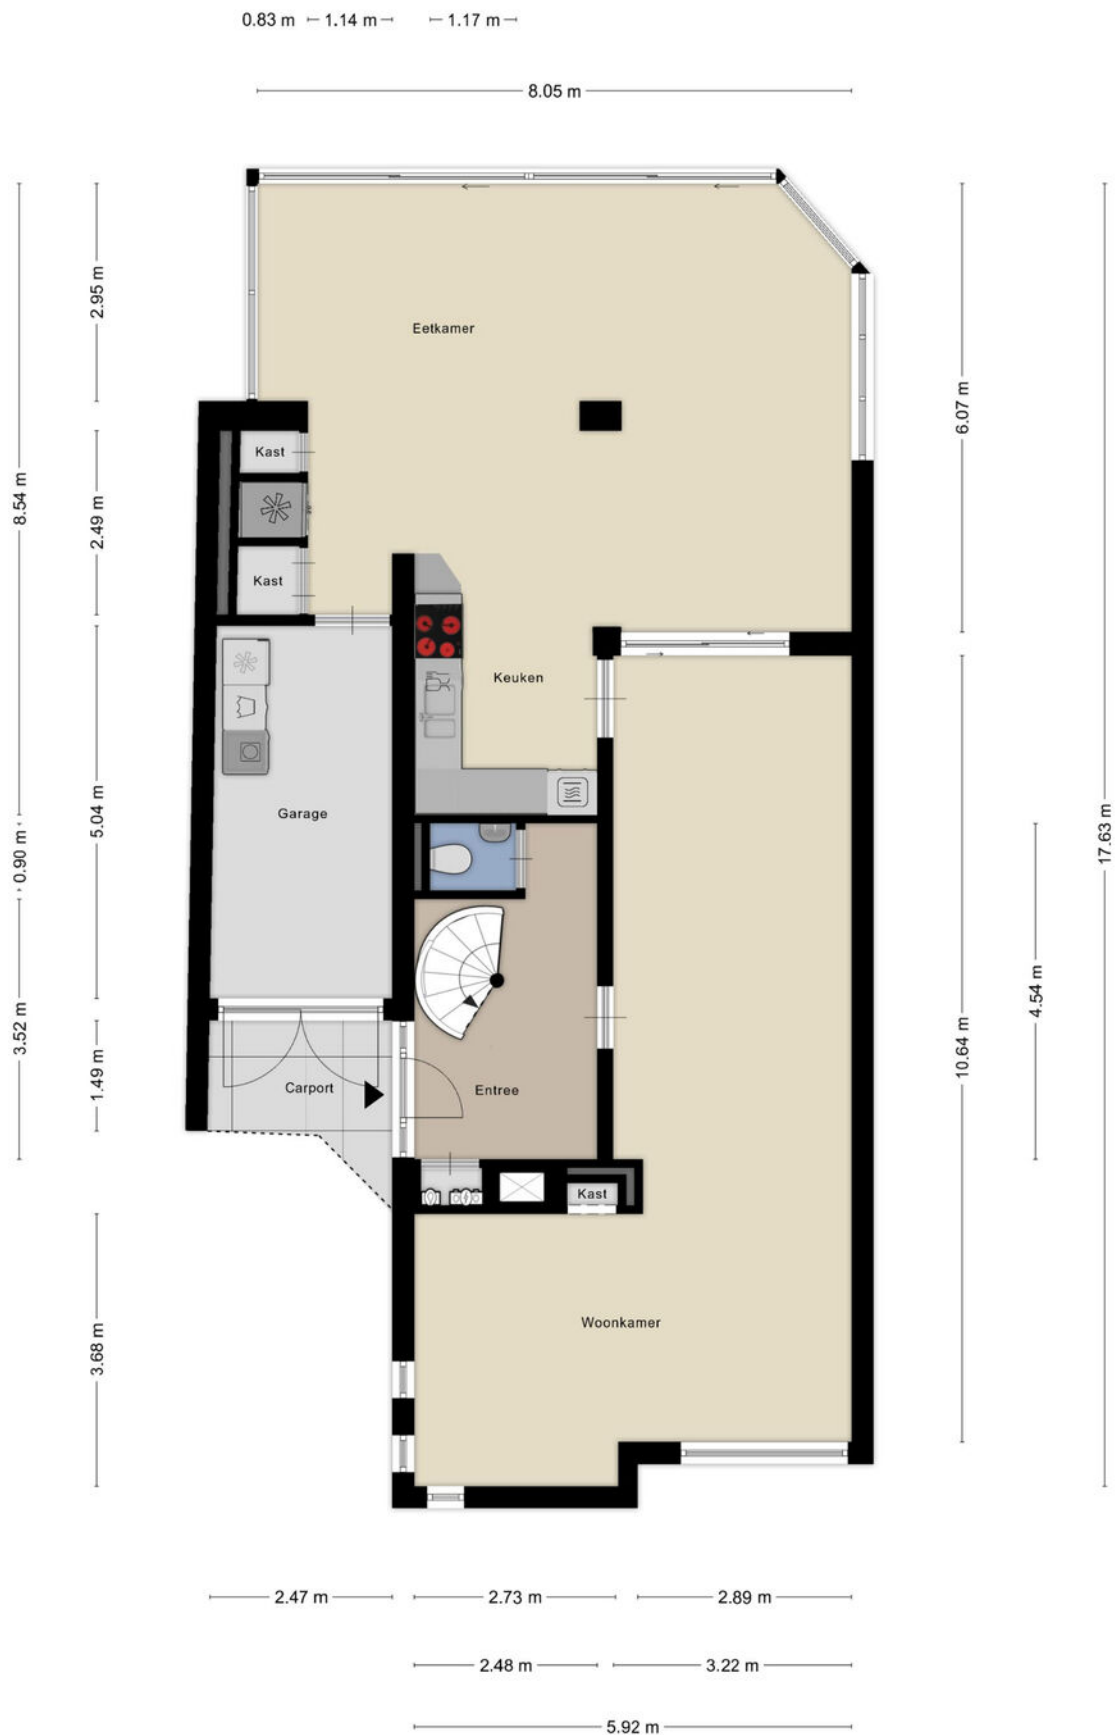 0.83 m 1.14 m 1.17 m
8.05 m
Eetkamer
2.95 m
6.07 m
Kast
8.54 m
2.49 m
Kast
Keuken
Garage
5.04 m
0.90 m
17.63 m
4.54 m
3.52 m
1.49 m
10.64 m
Carport
Entree
Kast
Woonkamer
3.68 m
2.47 m 2.73 m 2.89 m
2.48 m 3.22 m
5.92 m